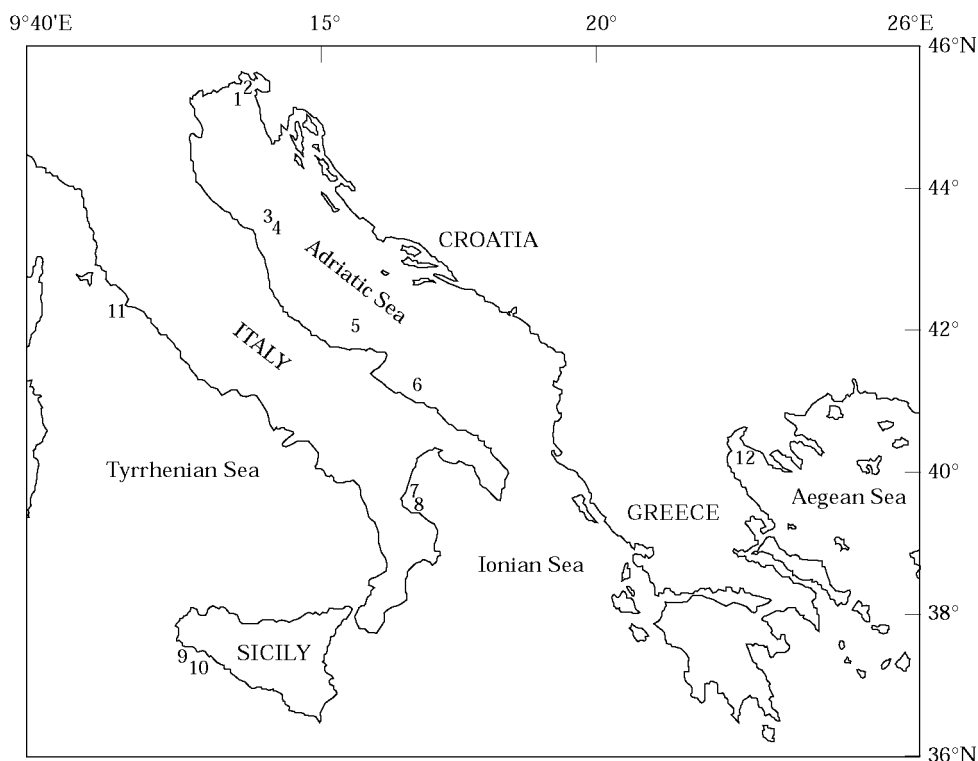 9°40'E 15° 20° 26°E
46°N
1 2
44°
3 4
CROATIA
Adriatic Sea
11
5
42°
ITALY
6
12
40°
Tyrrhenian Sea
7
8
Aegean Sea
GREECE
Ionian Sea
38°
9 10
SICILY
36°N